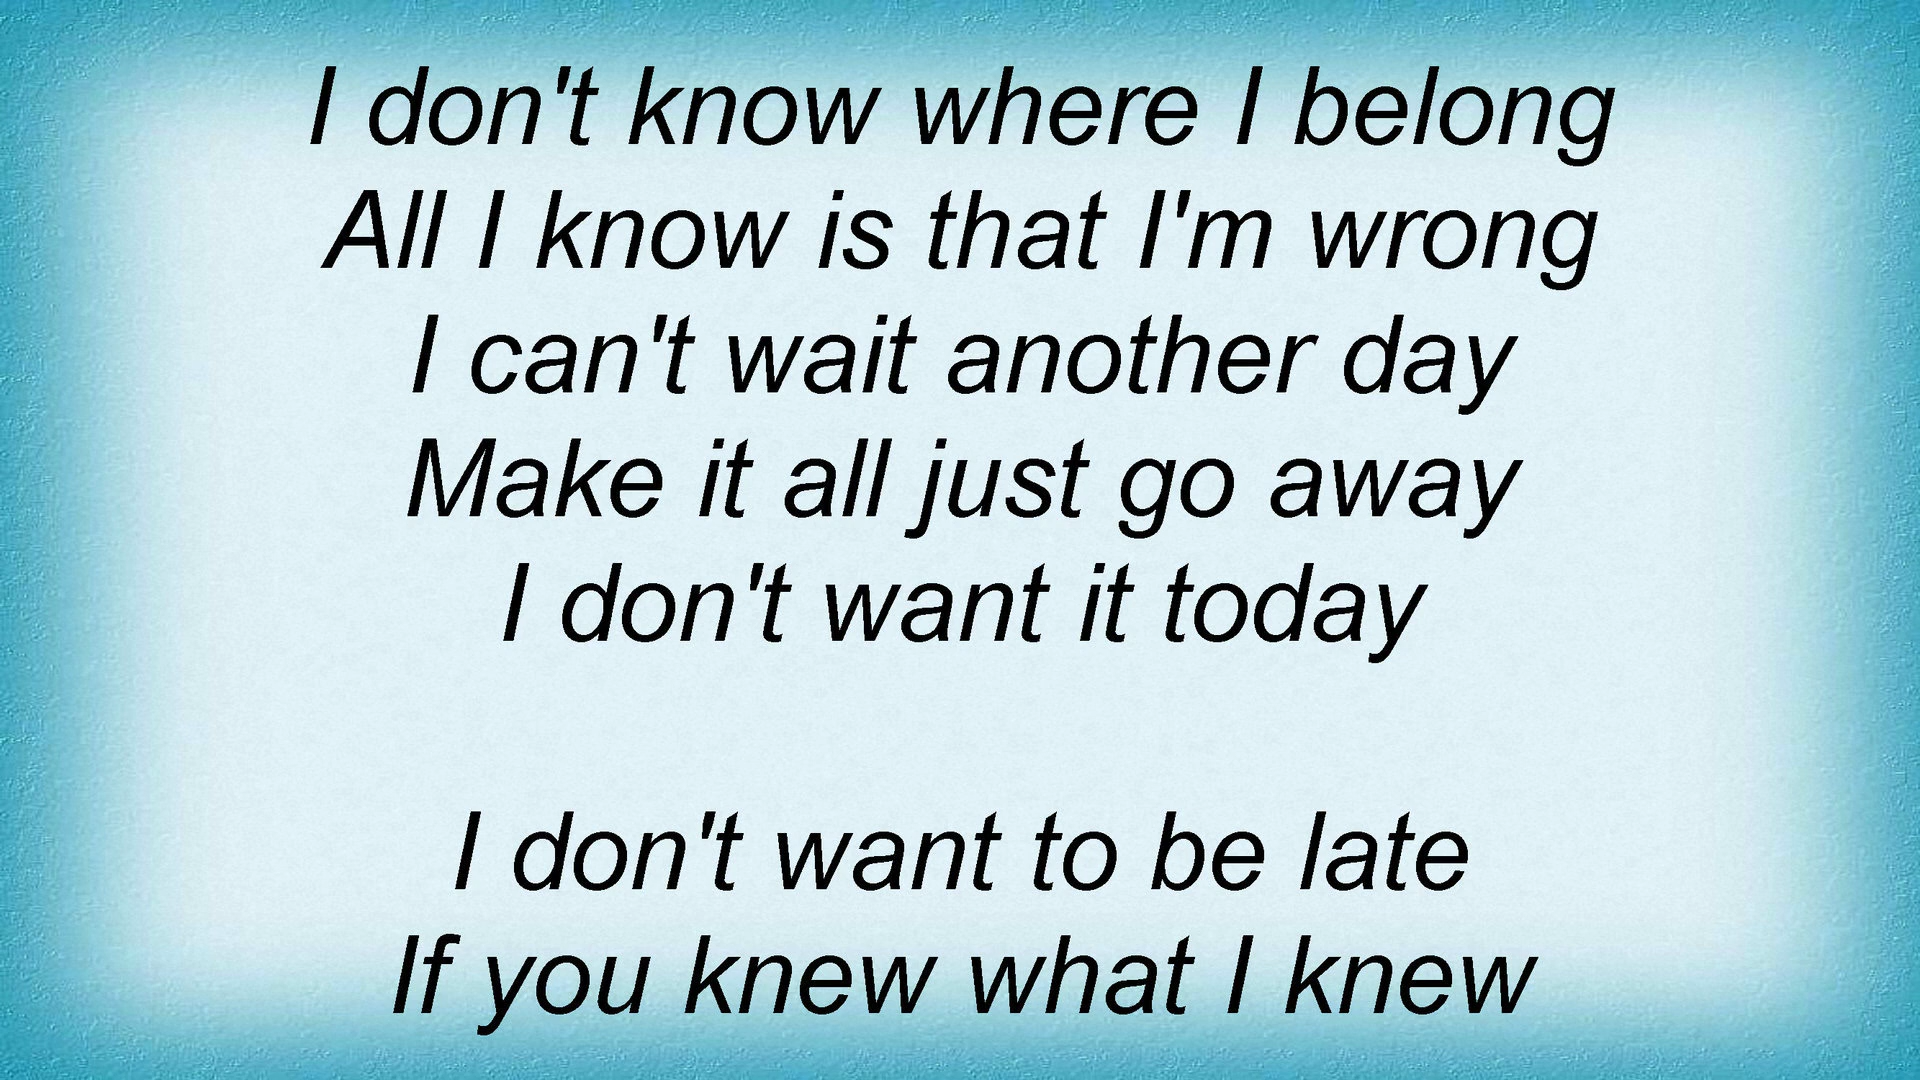 I don't know where I belong
All I know is that I'm wrong
I can't wait another day
Make it all just go away
I don't want it today
I don't want to be late
If you knew what I knew